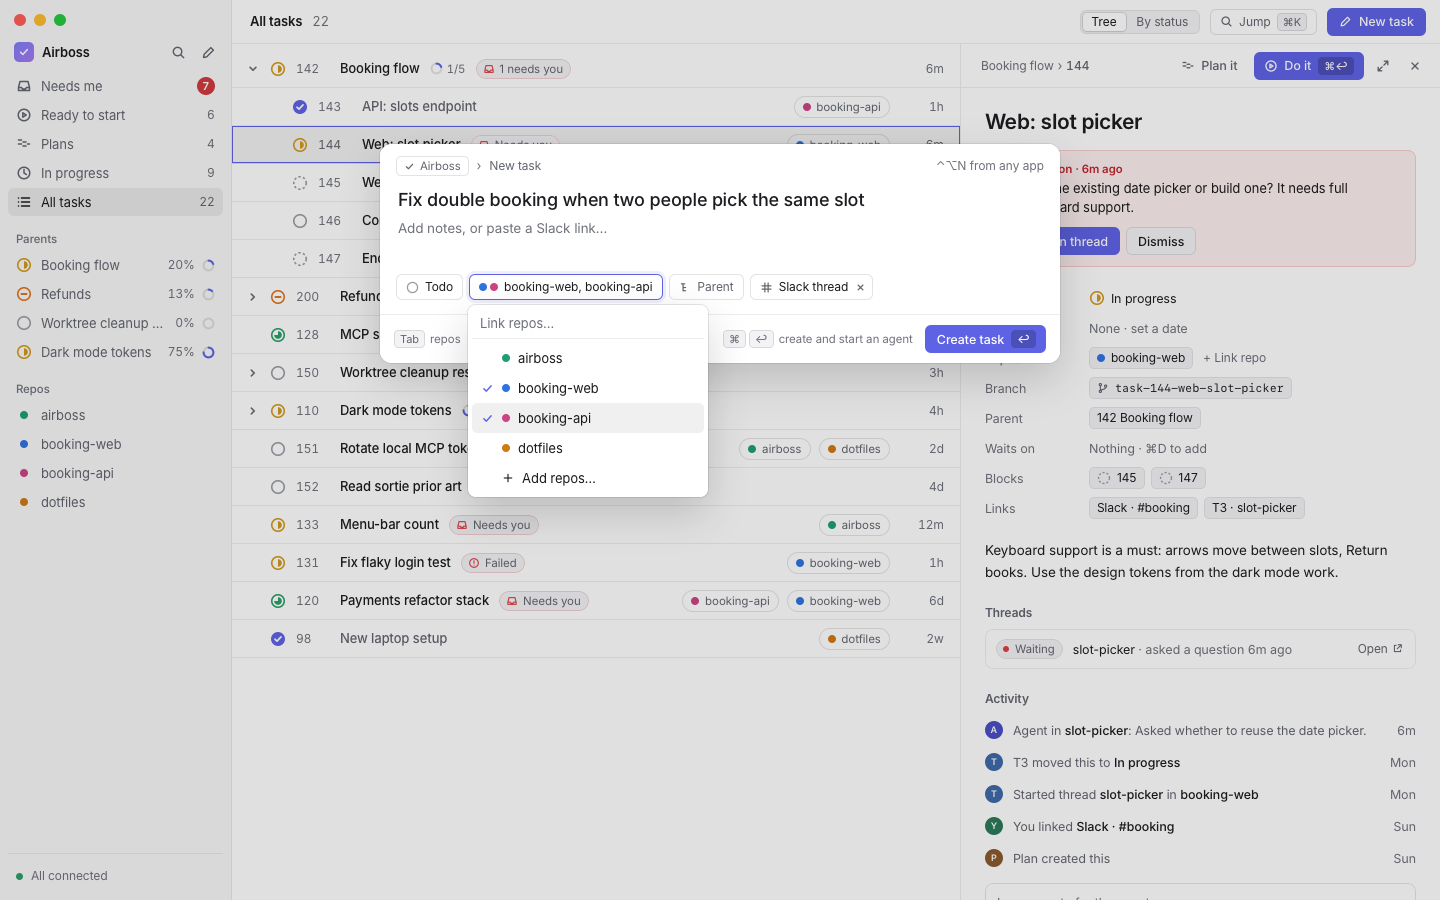 Airboss
Needs me 7
Ready to start 6
Plans 4
In progress 9
All tasks 22
Parents
Booking flow 20%
Refunds 13%
Worktree cleanup ... 0%
Dark mode tokens 75%
Repos
airboss
booking-web
booking-api
dotfiles
All connected
All tasks 22
Tree By status Jump ⌘K New task
142 Booking flow 1/5 1 needs you 6m
143 API: slots endpoint booking-api 1h
144 Web: slot picker Needs you booking-web 6m
145 We
146 Co
147 End
200 Refund
128 MCP s
150 Worktree cleanup res 3h
110 Dark mode tokens 4h
151 Rotate local MCP tok airboss dotfiles 2d
152 Read sortie prior art 4d
133 Menu-bar count Needs you airboss 12m
131 Fix flaky login test Failed booking-web 1h
120 Payments refactor stack Needs you booking-api booking-web 6d
98 New laptop setup dotfiles 2w
Airboss › New task ^⌥N from any app
Fix double booking when two people pick the same slot
Add notes, or paste a Slack link...
Todo booking-web, booking-api Parent Slack thread ×
Tab repos ⌘ ↩ create and start an agent Create task ↩
Link repos...
airboss
booking-web
booking-api
dotfiles
+ Add repos...
Booking flow › 144 Plan it Do it ⌘↩
Web: slot picker
on · 6m ago
e existing date picker or build one? It needs full
ard support.
n thread Dismiss
In progress
None · set a date
booking-web + Link repo
Branch task-144-web-slot-picker
Parent 142 Booking flow
Waits on Nothing · ⌘D to add
Blocks 145 147
Links Slack · #booking T3 · slot-picker
Keyboard support is a must: arrows move between slots, Return
books. Use the design tokens from the dark mode work.
Threads
Waiting slot-picker · asked a question 6m ago Open
Activity
A Agent in slot-picker: Asked whether to reuse the date picker. 6m
T T3 moved this to In progress Mon
T Started thread slot-picker in booking-web Mon
Y You linked Slack · #booking Sun
P Plan created this Sun